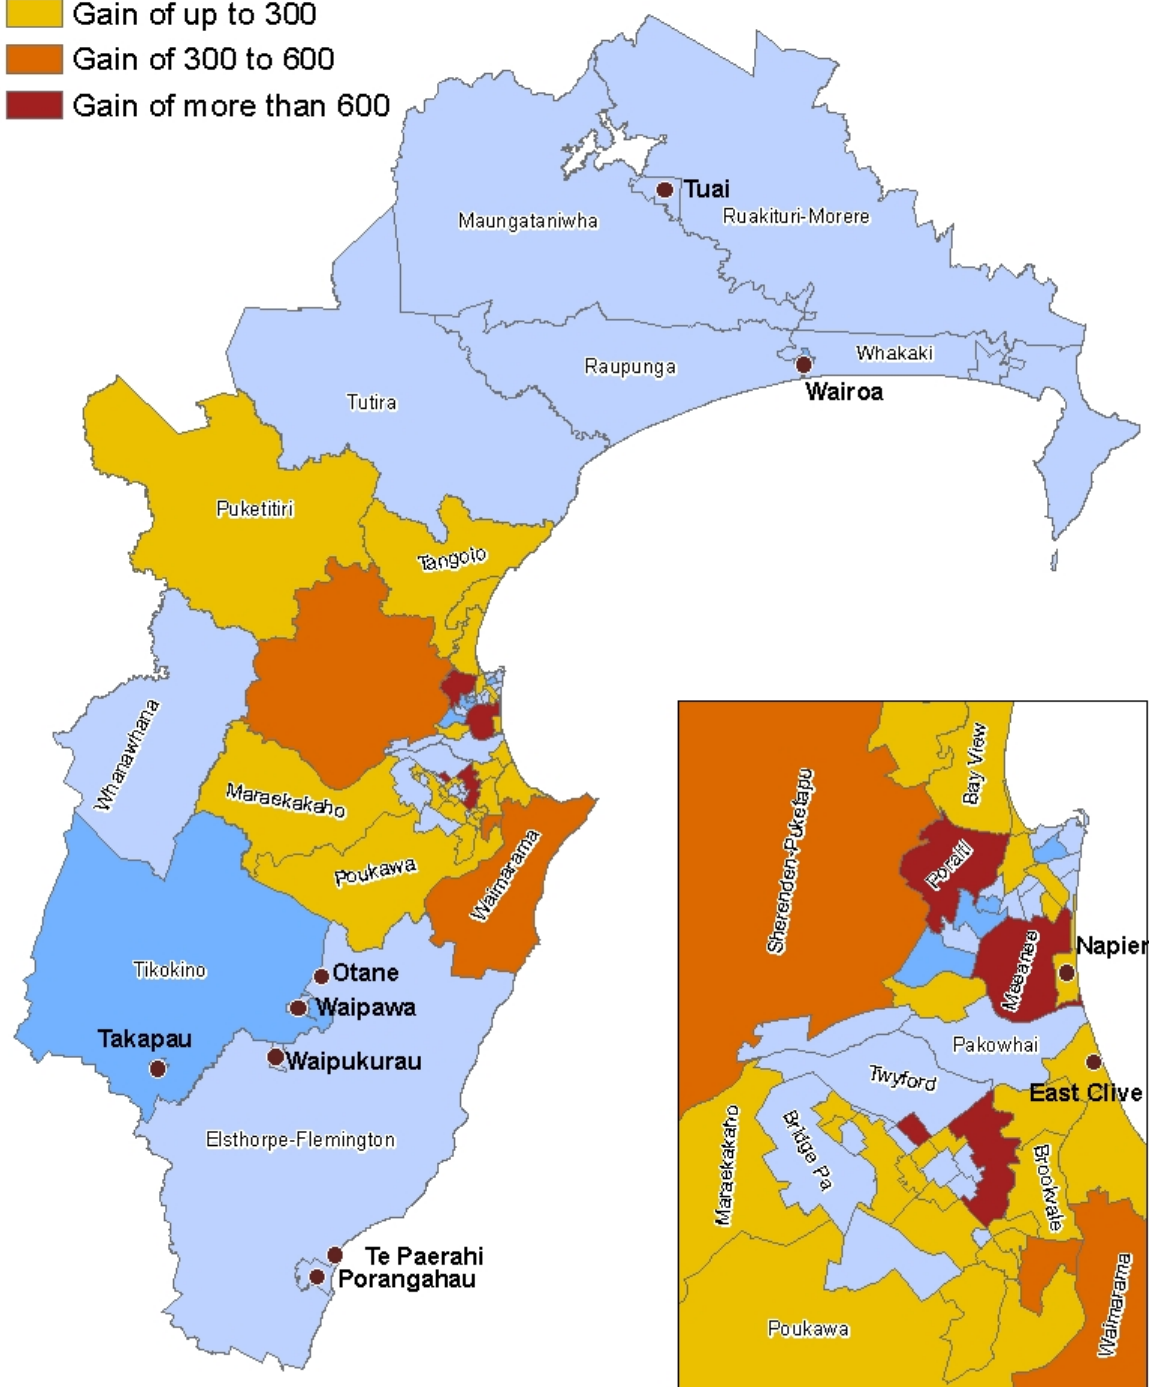 Gain of up to 300
Gain of 300 to 600
Gain of more than 600
Tuai
Maungataniwha
Ruakituri-Morere
Whakaki
Raupunga
Wairoa
Tutira
Puketitiri
Tangoio
Whanawhana
Maraekakaho
Poukawa
Waimarama
Tikokino
Otane
Waipawa
Takapau
Waipukurau
Elsthorpe-Flemington
Te Paerahi
Porangahau
Bay View
Sherenden-Puketapu
Poraiti
Napier
Meeanee
Pakowhai
Twyford
East Clive
Maraekakaho
Bridge Pa
Brookvale
Waimarama
Poukawa